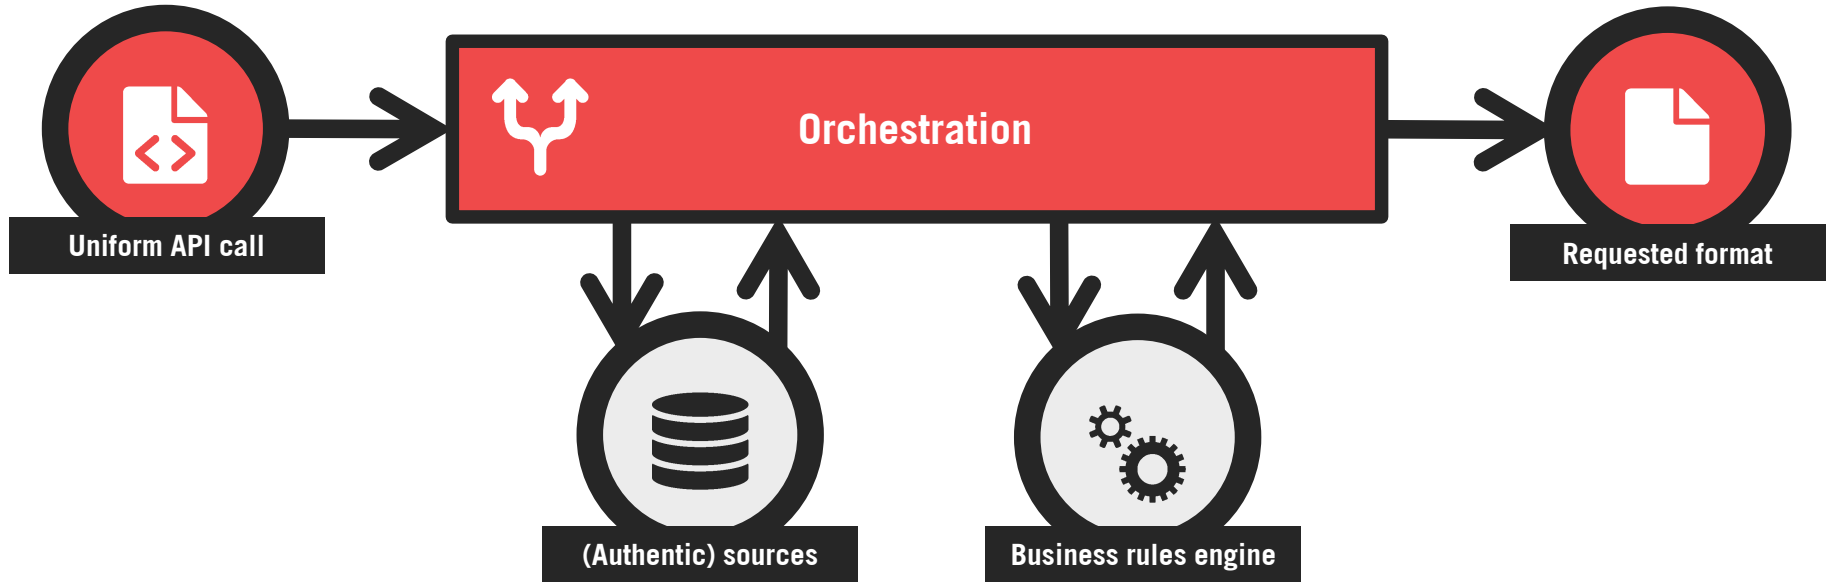 Orchestration
Uniform API call
Requested format
(Authentic) sources
Business rules engine